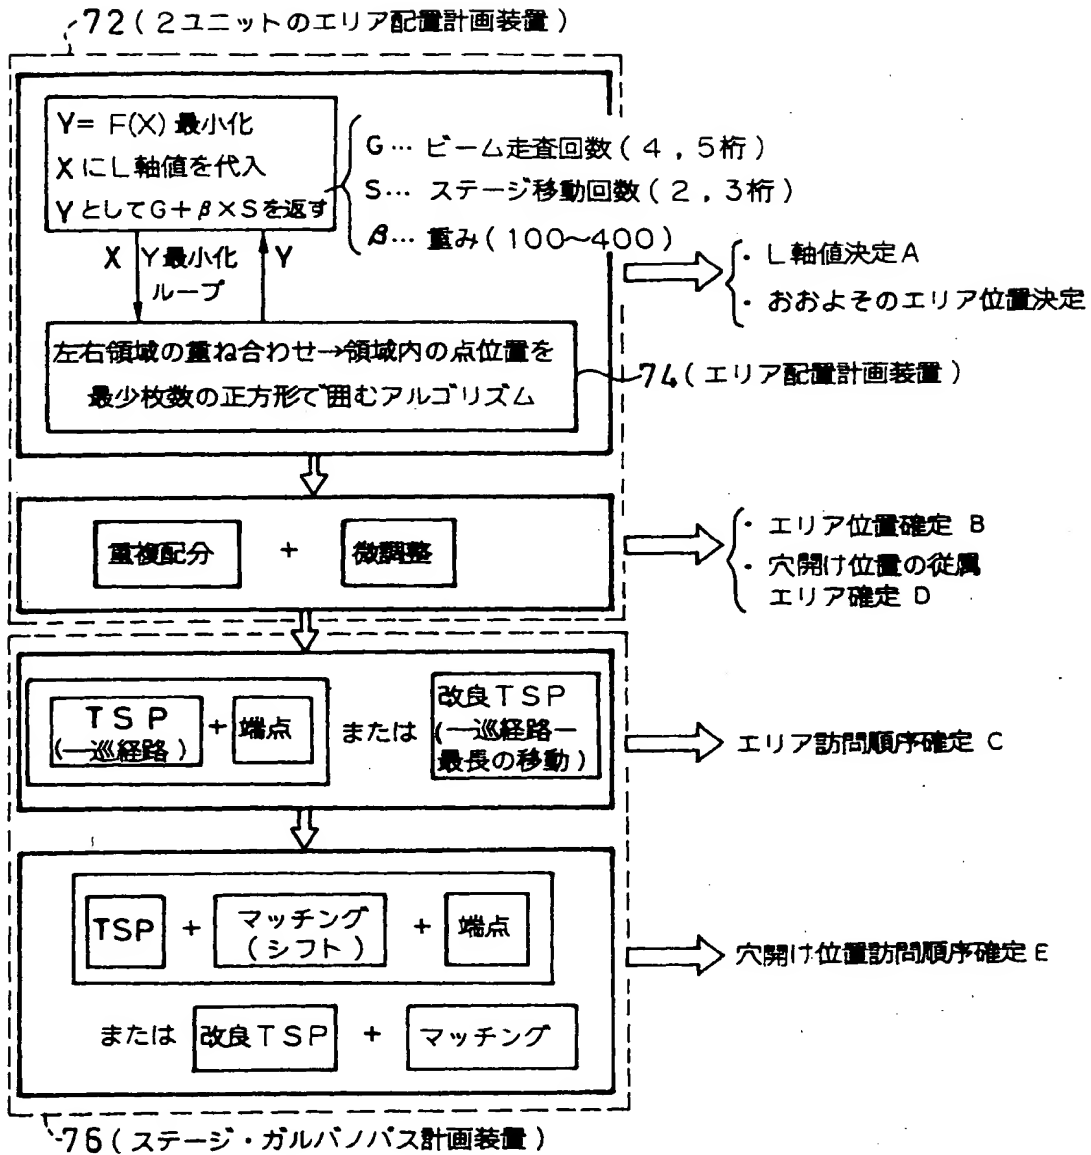 72(2ユニットのエリア配置計画装置)
Y= F(X) 最小化
XにL軸値を代入
YとしてG+β×Sを返す
G… ビーム走査回数(4,5桁)
S… ステージ移動回数(2,3桁)
β… 重み(100~400)
X Y最小化 Y
ループ
・L軸値決定A
・おおよそのエリア位置決定
左右領域の重ね合わせ→領域内の点位置を
最少枚数の正方形で囲むアルゴリズム
74(エリア配置計画装置)
重複配分 + 微調整
・エリア位置確定 B
・穴開け位置の従属
エリア確定 D
TSP
(一巡経路)
+ 端点 または
改良TSP
(一巡経路−
最長の移動)
エリア訪問順序確定 C
TSP + マッチング
(シフト)
+ 端点
穴開け位置訪問順序確定E
または 改良TSP + マッチング
76(ステージ・ガルバノパス計画装置)